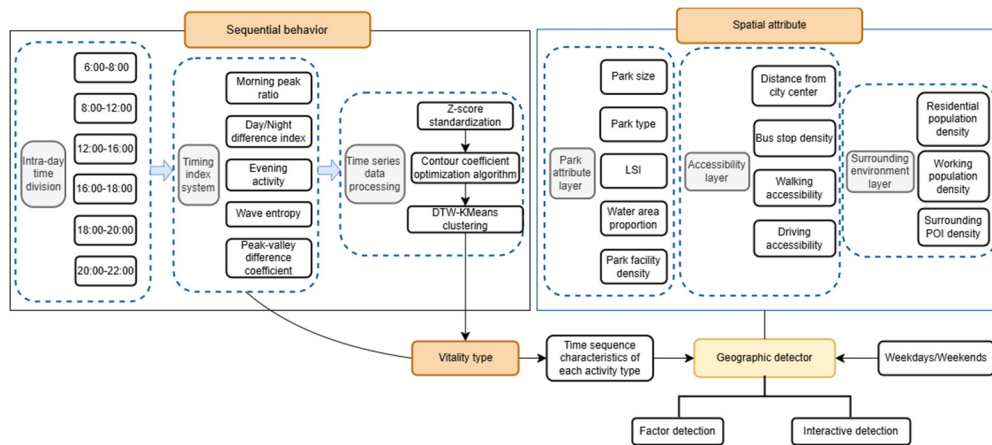 Sequential behavior
Spatial attribute
Intra-day
time
division
6:00-8:00
8:00-12:00
12:00-16:00
16:00-18:00
18:00-20:00
20:00-22:00
Timing
index
system
Morning peak
ratio
Day/Night
difference index
Evening
activity
Wave entropy
Peak-valley
difference
coefficient
Time series
data
processing
Z-score
standardization
Contour coefficient
optimization algorithm
DTW-KMeans
clustering
Park
attribute
layer
Park size
Park type
LSI
Water area
proportion
Park facility
density
Accessibility
layer
Distance from
city center
Bus stop density
Walking
accessibility
Driving
accessibility
Surrounding
environment
layer
Residential
population
density
Working
population
density
Surrounding
POI density
Vitality type
Time sequence
characteristics of
each activity type
Geographic detector
Weekdays/Weekends
Factor detection
Interactive detection